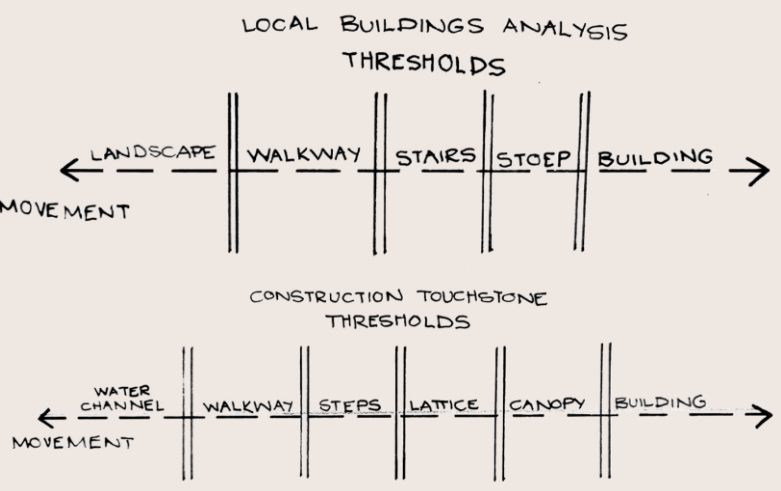 LOCAL BUILDINGS ANALYSIS
THRESHOLDS
LANDSCAPE WALKWAY STAIRS STOEP BUILDING
MOVEMENT
CONSTRUCTION TOUCHSTONE
THRESHOLDS
WATER
CHANNEL WALKWAY STEPS LATTICE CANOPY BUILDING
MOVEMENT